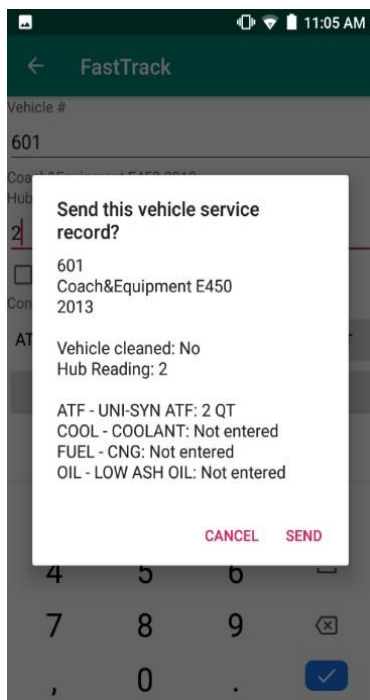 11:05 AM
FastTrack
Vehicle #
601
Hub
2
Send this vehicle service
record?
601
Coach&Equipment E450
2013
Vehicle cleaned: No
Hub Reading: 2
ATF - UNI-SYN ATF: 2 QT
COOL - COOLANT: Not entered
FUEL - CNG: Not entered
OIL - LOW ASH OIL: Not entered
CANCEL SEND
4 5 6
7 8 9
, 0 .